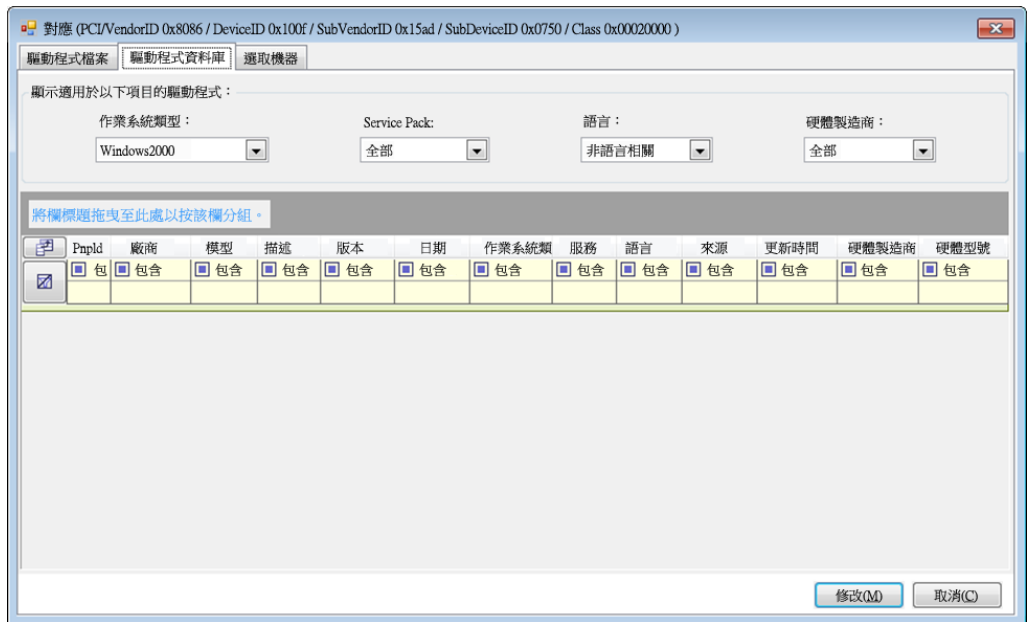 對應 (PCI/VendorID 0x8086 / DeviceID 0x100f / SubVendorID 0x15ad / SubDeviceID 0x0750 / Class 0x00020000 )
驅動程式檔案 驅動程式資料庫 選取機器
顯示適用於以下項目的驅動程式：
作業系統類型： Service Pack: 語言： 硬體製造商：
Windows2000 全部 非語言相關 全部
將欄標題拖曳至此處以按該欄分組。
Pnpld 廠商 模型 描述 版本 日期 作業系統類 服務 語言 來源 更新時間 硬體製造商 硬體型號
包 包含 包含 包含 包含 包含 包含 包含 包含 包含 包含 包含 包含
修改(M) 取消(C)